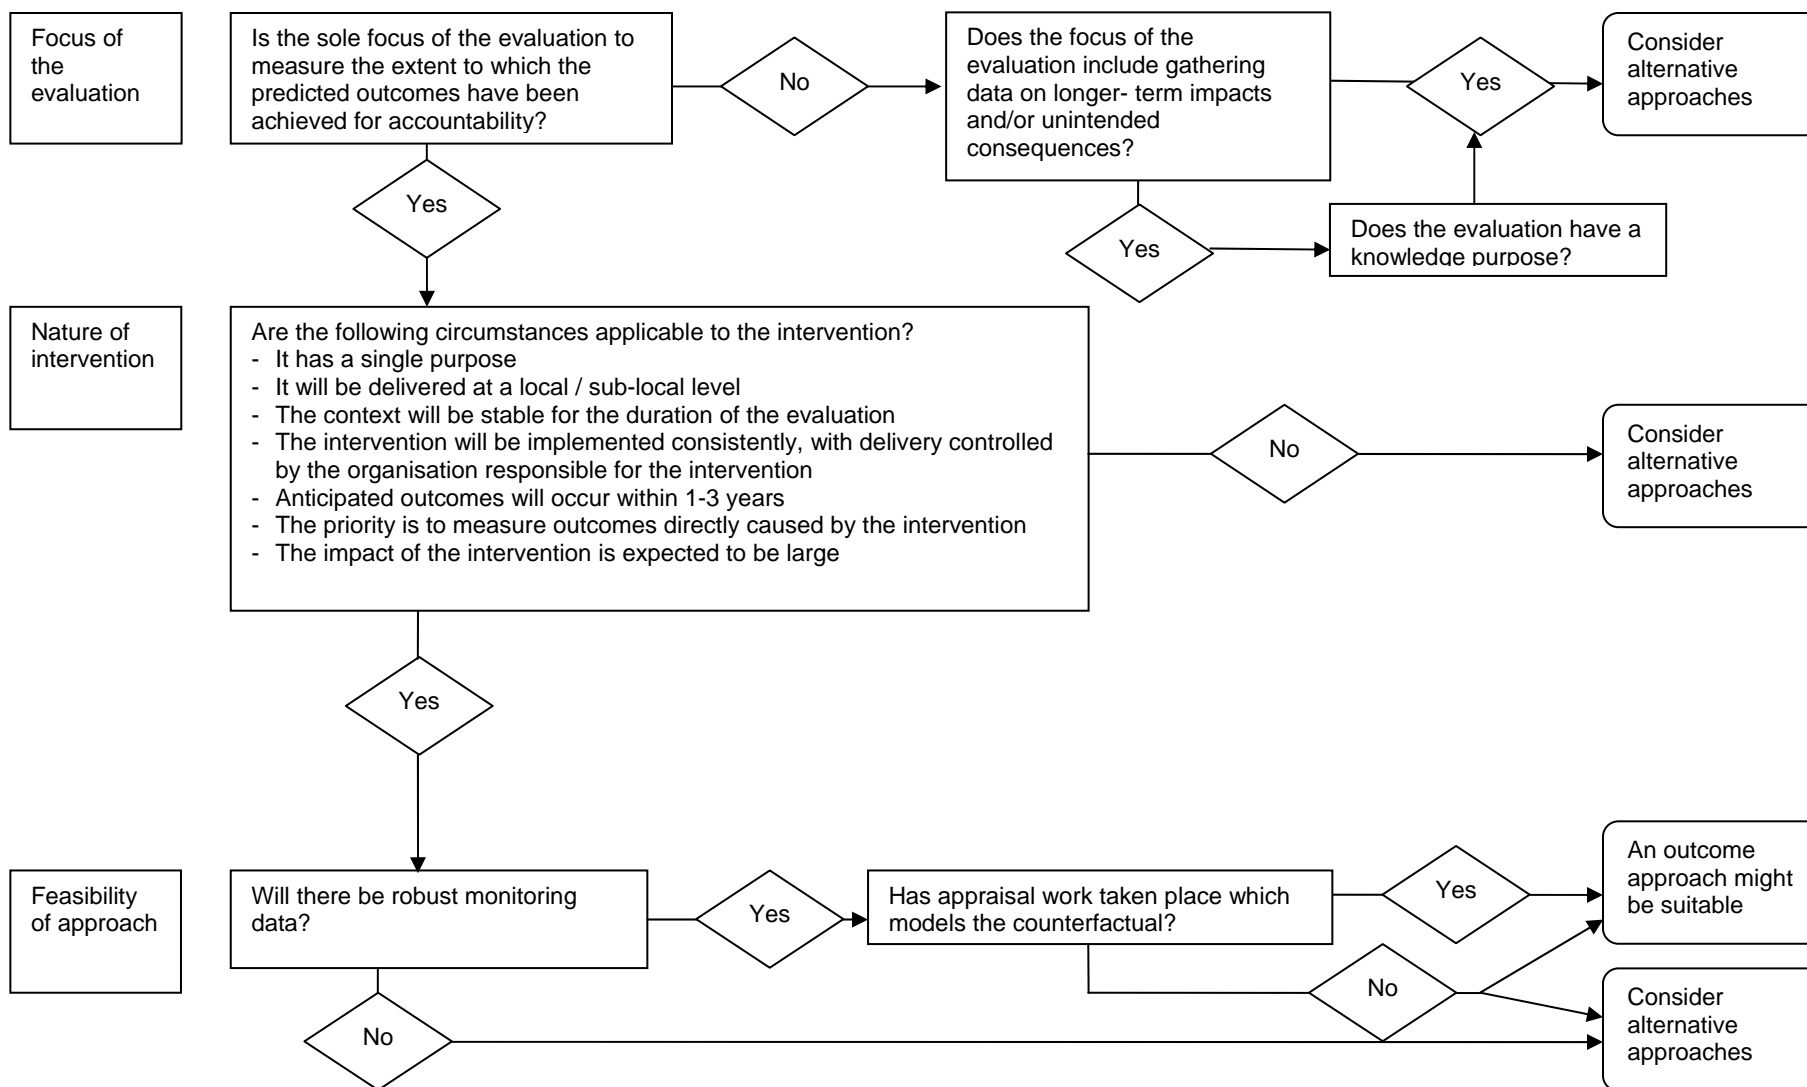 Focus of
the
evaluation
Is the sole focus of the evaluation to
measure the extent to which the
predicted outcomes have been
achieved for accountability?
No
Does the focus of the
evaluation include gathering
data on longer- term impacts
and/or unintended
consequences?
Yes
Consider
alternative
approaches
Yes
Yes
Does the evaluation have a
knowledge purpose?
Nature of
intervention
Are the following circumstances applicable to the intervention?
- It has a single purpose
- It will be delivered at a local / sub-local level
- The context will be stable for the duration of the evaluation
- The intervention will be implemented consistently, with delivery controlled
by the organisation responsible for the intervention
- Anticipated outcomes will occur within 1-3 years
- The priority is to measure outcomes directly caused by the intervention
- The impact of the intervention is expected to be large
No
Consider
alternative
approaches
Yes
Feasibility
of approach
Will there be robust monitoring
data?
Yes
Has appraisal work taken place which
models the counterfactual?
Yes
An outcome
approach might
be suitable
No
No
Consider
alternative
approaches